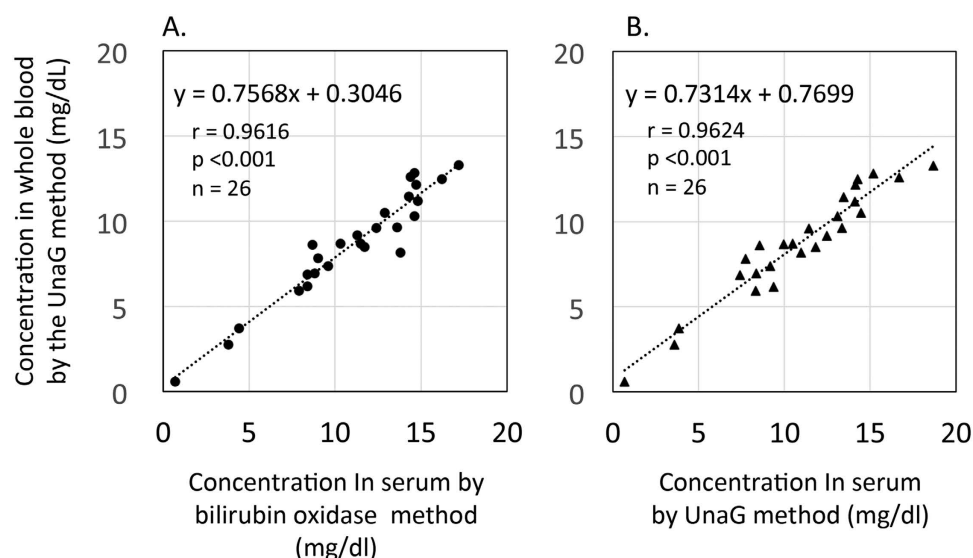 A.
Concentration in whole blood
by the UnaG method (mg/dL)
20
15
10
5
0
y = 0.7568x + 0.3046
r = 0.9616
p <0.001
n = 26
0 5 10 15 20
Concentration In serum by
bilirubin oxidase method
(mg/dl)
B.
20
15
10
5
0
y = 0.7314x + 0.7699
r = 0.9624
p <0.001
n = 26
0 5 10 15 20
Concentration In serum
by UnaG method (mg/dl)